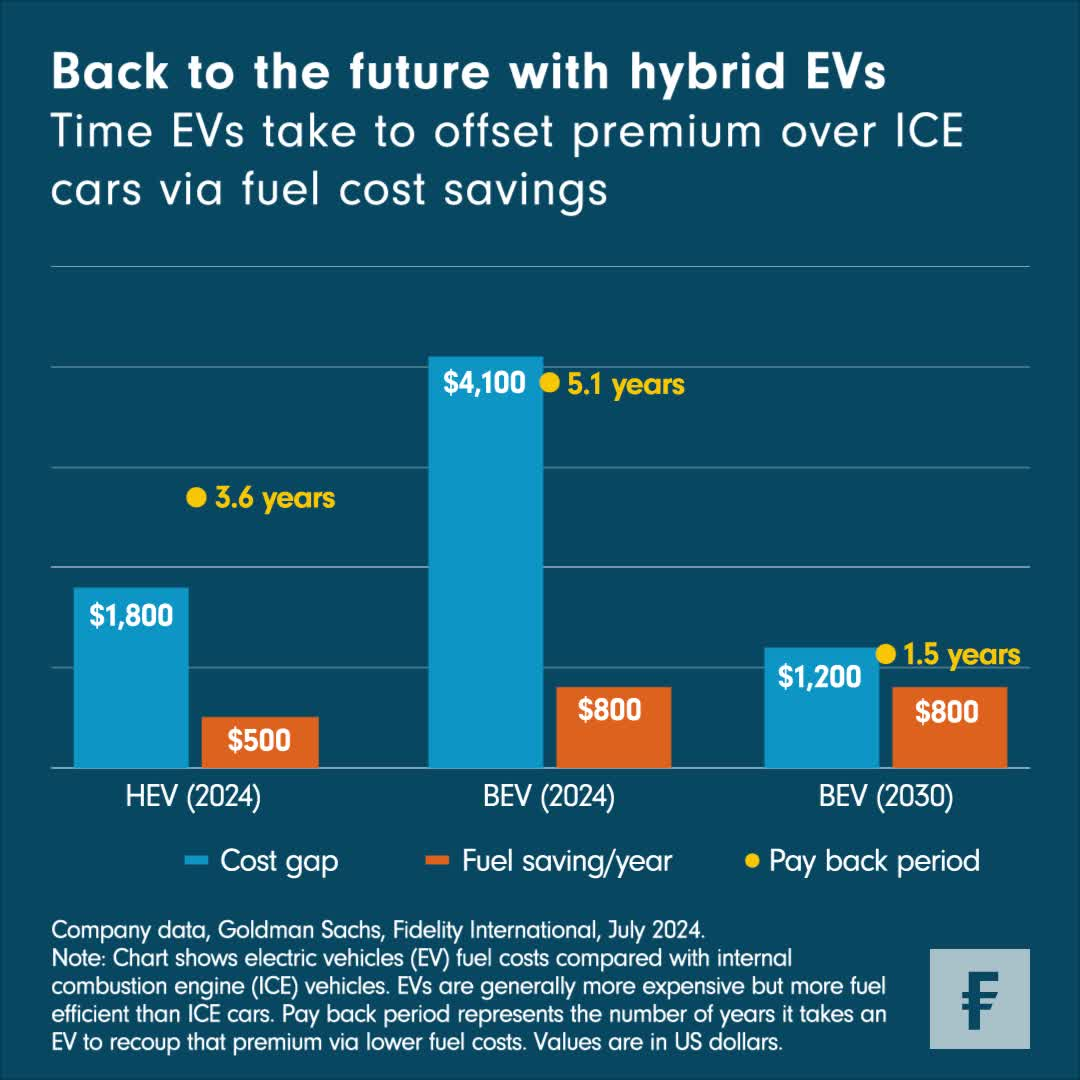 Back to the future with hybrid EVs
Time EVs take to offset premium over ICE
cars via fuel cost savings
$4,100
5.1 years
3.6 years
$1,800
$500
$800
$1,200
1.5 years
$800
HEV (2024)
BEV (2024)
BEV (2030)
Cost gap
Fuel saving/year
Pay back period
Company data, Goldman Sachs, Fidelity International, July 2024.
Note: Chart shows electric vehicles (EV) fuel costs compared with internal
combustion engine (ICE) vehicles. EVs are generally more expensive but more fuel
efficient than ICE cars. Pay back period represents the number of years it takes an
EV to recoup that premium via lower fuel costs. Values are in US dollars.
F